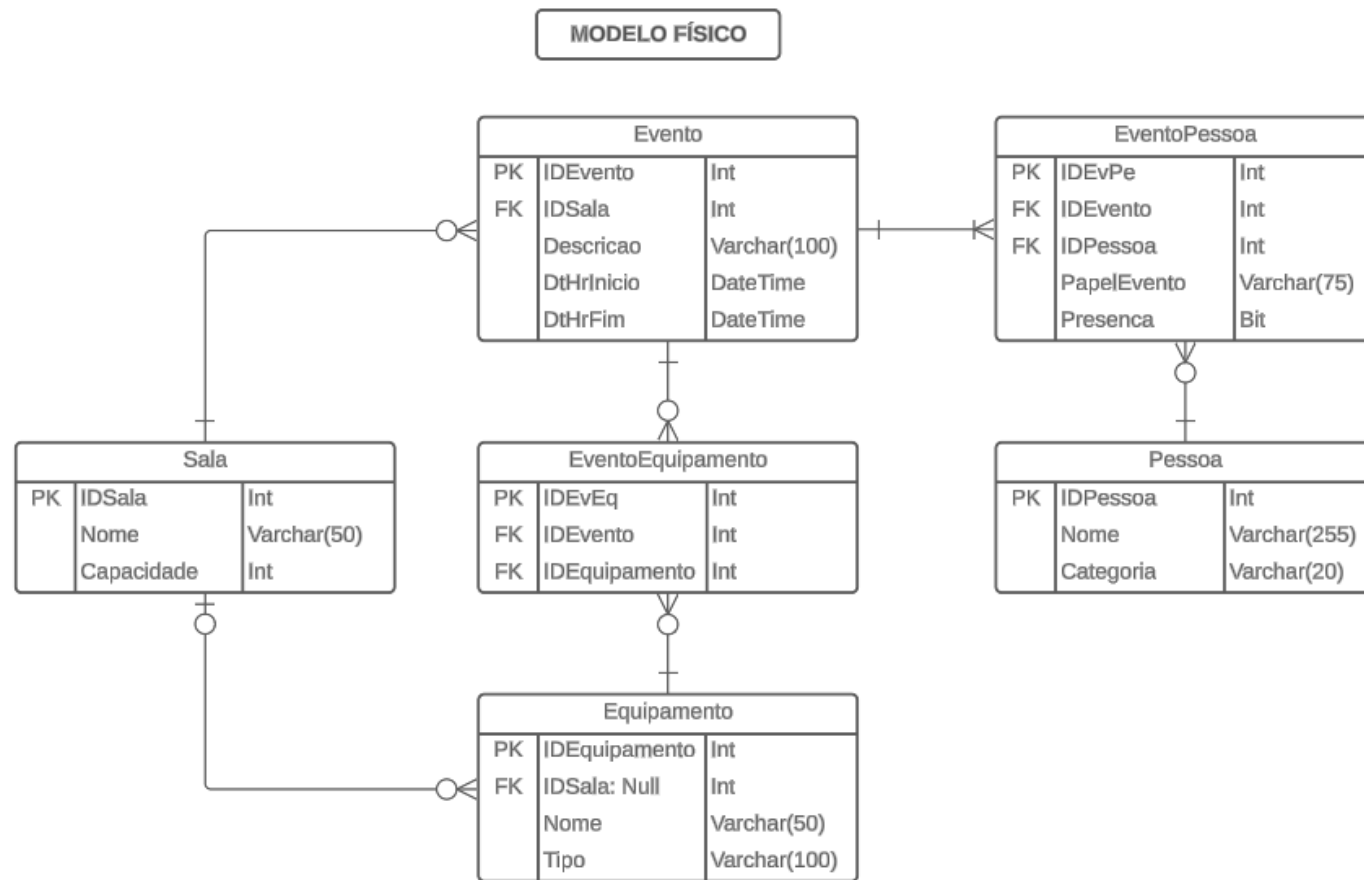 MODELO FÍSICO
Evento
PK IDEvento Int
FK IDSala Int
Descricao Varchar(100)
DtHrInicio DateTime
DtHrFim DateTime
EventoPessoa
PK IDEvPe Int
FK IDEvento Int
FK IDPessoa Int
PapelEvento Varchar(75)
Presenca Bit
Sala
PK IDSala Int
Nome Varchar(50)
Capacidade Int
EventoEquipamento
PK IDEvEq Int
FK IDEvento Int
FK IDEquipamento Int
Pessoa
PK IDPessoa Int
Nome Varchar(255)
Categoria Varchar(20)
Equipamento
PK IDEquipamento Int
FK IDSala: Null Int
Nome Varchar(50)
Tipo Varchar(100)